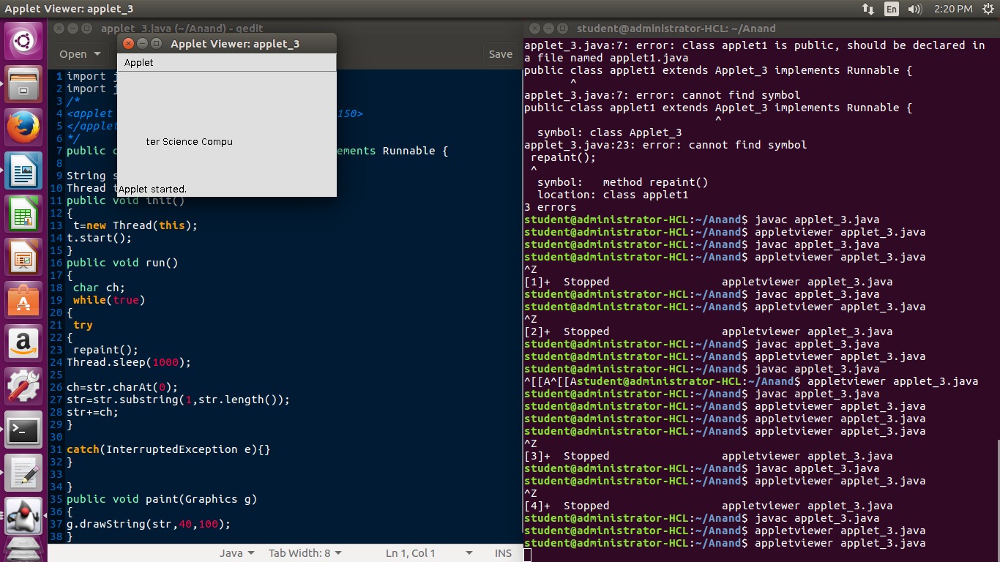 Applet Viewer: applet_3
En
2:20 PM
applet_3.java (~/Anand) - gedit
Open
Save
Applet Viewer: applet_3
Applet
ter Science Compu
Applet started.
1 import j
2 import j
3 /*
4 <applet 150>
5 </applet
6 */
7 public c ements Runnable {
8
9 String s
10 Thread t
11 public void init()
12 {
13 t=new Thread(this);
14 t.start();
15 }
16 public void run()
17 {
18 char ch;
19 while(true)
20 {
21 try
22 {
23 repaint();
24 Thread.sleep(1000);
25
26 ch=str.charAt(0);
27 str=str.substring(1,str.length());
28 str+=ch;
29 }
30
31 catch(InterruptedException e){}
32 }
33
34 }
35 public void paint(Graphics g)
36 {
37 g.drawString(str,40,100);
38 }
Java Tab Width: 8 Ln 1, Col 1 INS
student@administrator-HCL: ~/Anand
applet_3.java:7: error: class applet1 is public, should be declared in
a file named applet1.java
public class applet1 extends Applet_3 implements Runnable {
^
applet_3.java:7: error: cannot find symbol
public class applet1 extends Applet_3 implements Runnable {
^
symbol: class Applet_3
applet_3.java:23: error: cannot find symbol
repaint();
^
symbol:   method repaint()
location: class applet1
3 errors
student@administrator-HCL:~/Anand$ javac applet_3.java
student@administrator-HCL:~/Anand$ appletviewer applet_3.java
student@administrator-HCL:~/Anand$ javac applet_3.java
student@administrator-HCL:~/Anand$ appletviewer applet_3.java
^Z
[1]+  Stopped                 appletviewer applet_3.java
student@administrator-HCL:~/Anand$ javac applet_3.java
student@administrator-HCL:~/Anand$ appletviewer applet_3.java
^Z
[2]+  Stopped                 appletviewer applet_3.java
student@administrator-HCL:~/Anand$ javac applet_3.java
student@administrator-HCL:~/Anand$ appletviewer applet_3.java
student@administrator-HCL:~/Anand$ javac applet_3.java
^[[A^[[Astudent@administrator-HCL:~/Anand$ appletviewer applet_3.java
student@administrator-HCL:~/Anand$ javac applet_3.java
student@administrator-HCL:~/Anand$ appletviewer applet_3.java
student@administrator-HCL:~/Anand$ appletviewer applet_3.java
student@administrator-HCL:~/Anand$ appletviewer applet_3.java
^Z
[3]+  Stopped                 appletviewer applet_3.java
student@administrator-HCL:~/Anand$ javac applet_3.java
student@administrator-HCL:~/Anand$ appletviewer applet_3.java
^Z
[4]+  Stopped                 appletviewer applet_3.java
student@administrator-HCL:~/Anand$ javac applet_3.java
student@administrator-HCL:~/Anand$ appletviewer applet_3.java
student@administrator-HCL:~/Anand$ appletviewer applet_3.java